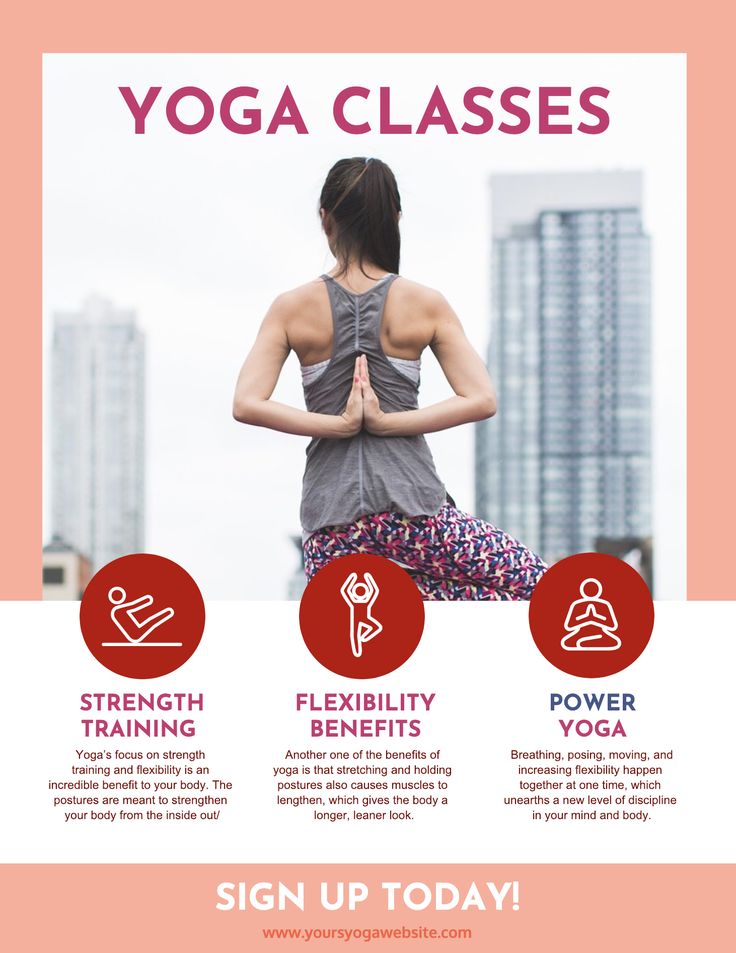 YOGA CLASSES
STRENGTH
TRAINING
Yoga's focus on strength
training and flexibility is an
incredible benefit to your body. The
postures are meant to strengthen
your body from the inside out/
FLEXIBILITY
BENEFITS
Another one of the benefits of
yoga is that stretching and holding
postures also causes muscles to
lengthen, which gives the body a
longer, leaner look.
POWER
YOGA
Breathing, posing, moving, and
increasing flexibility happen
together at one time, which
unearths a new level of discipline
in your mind and body.
SIGN UP TODAY!
www.yoursyogawebsite.com